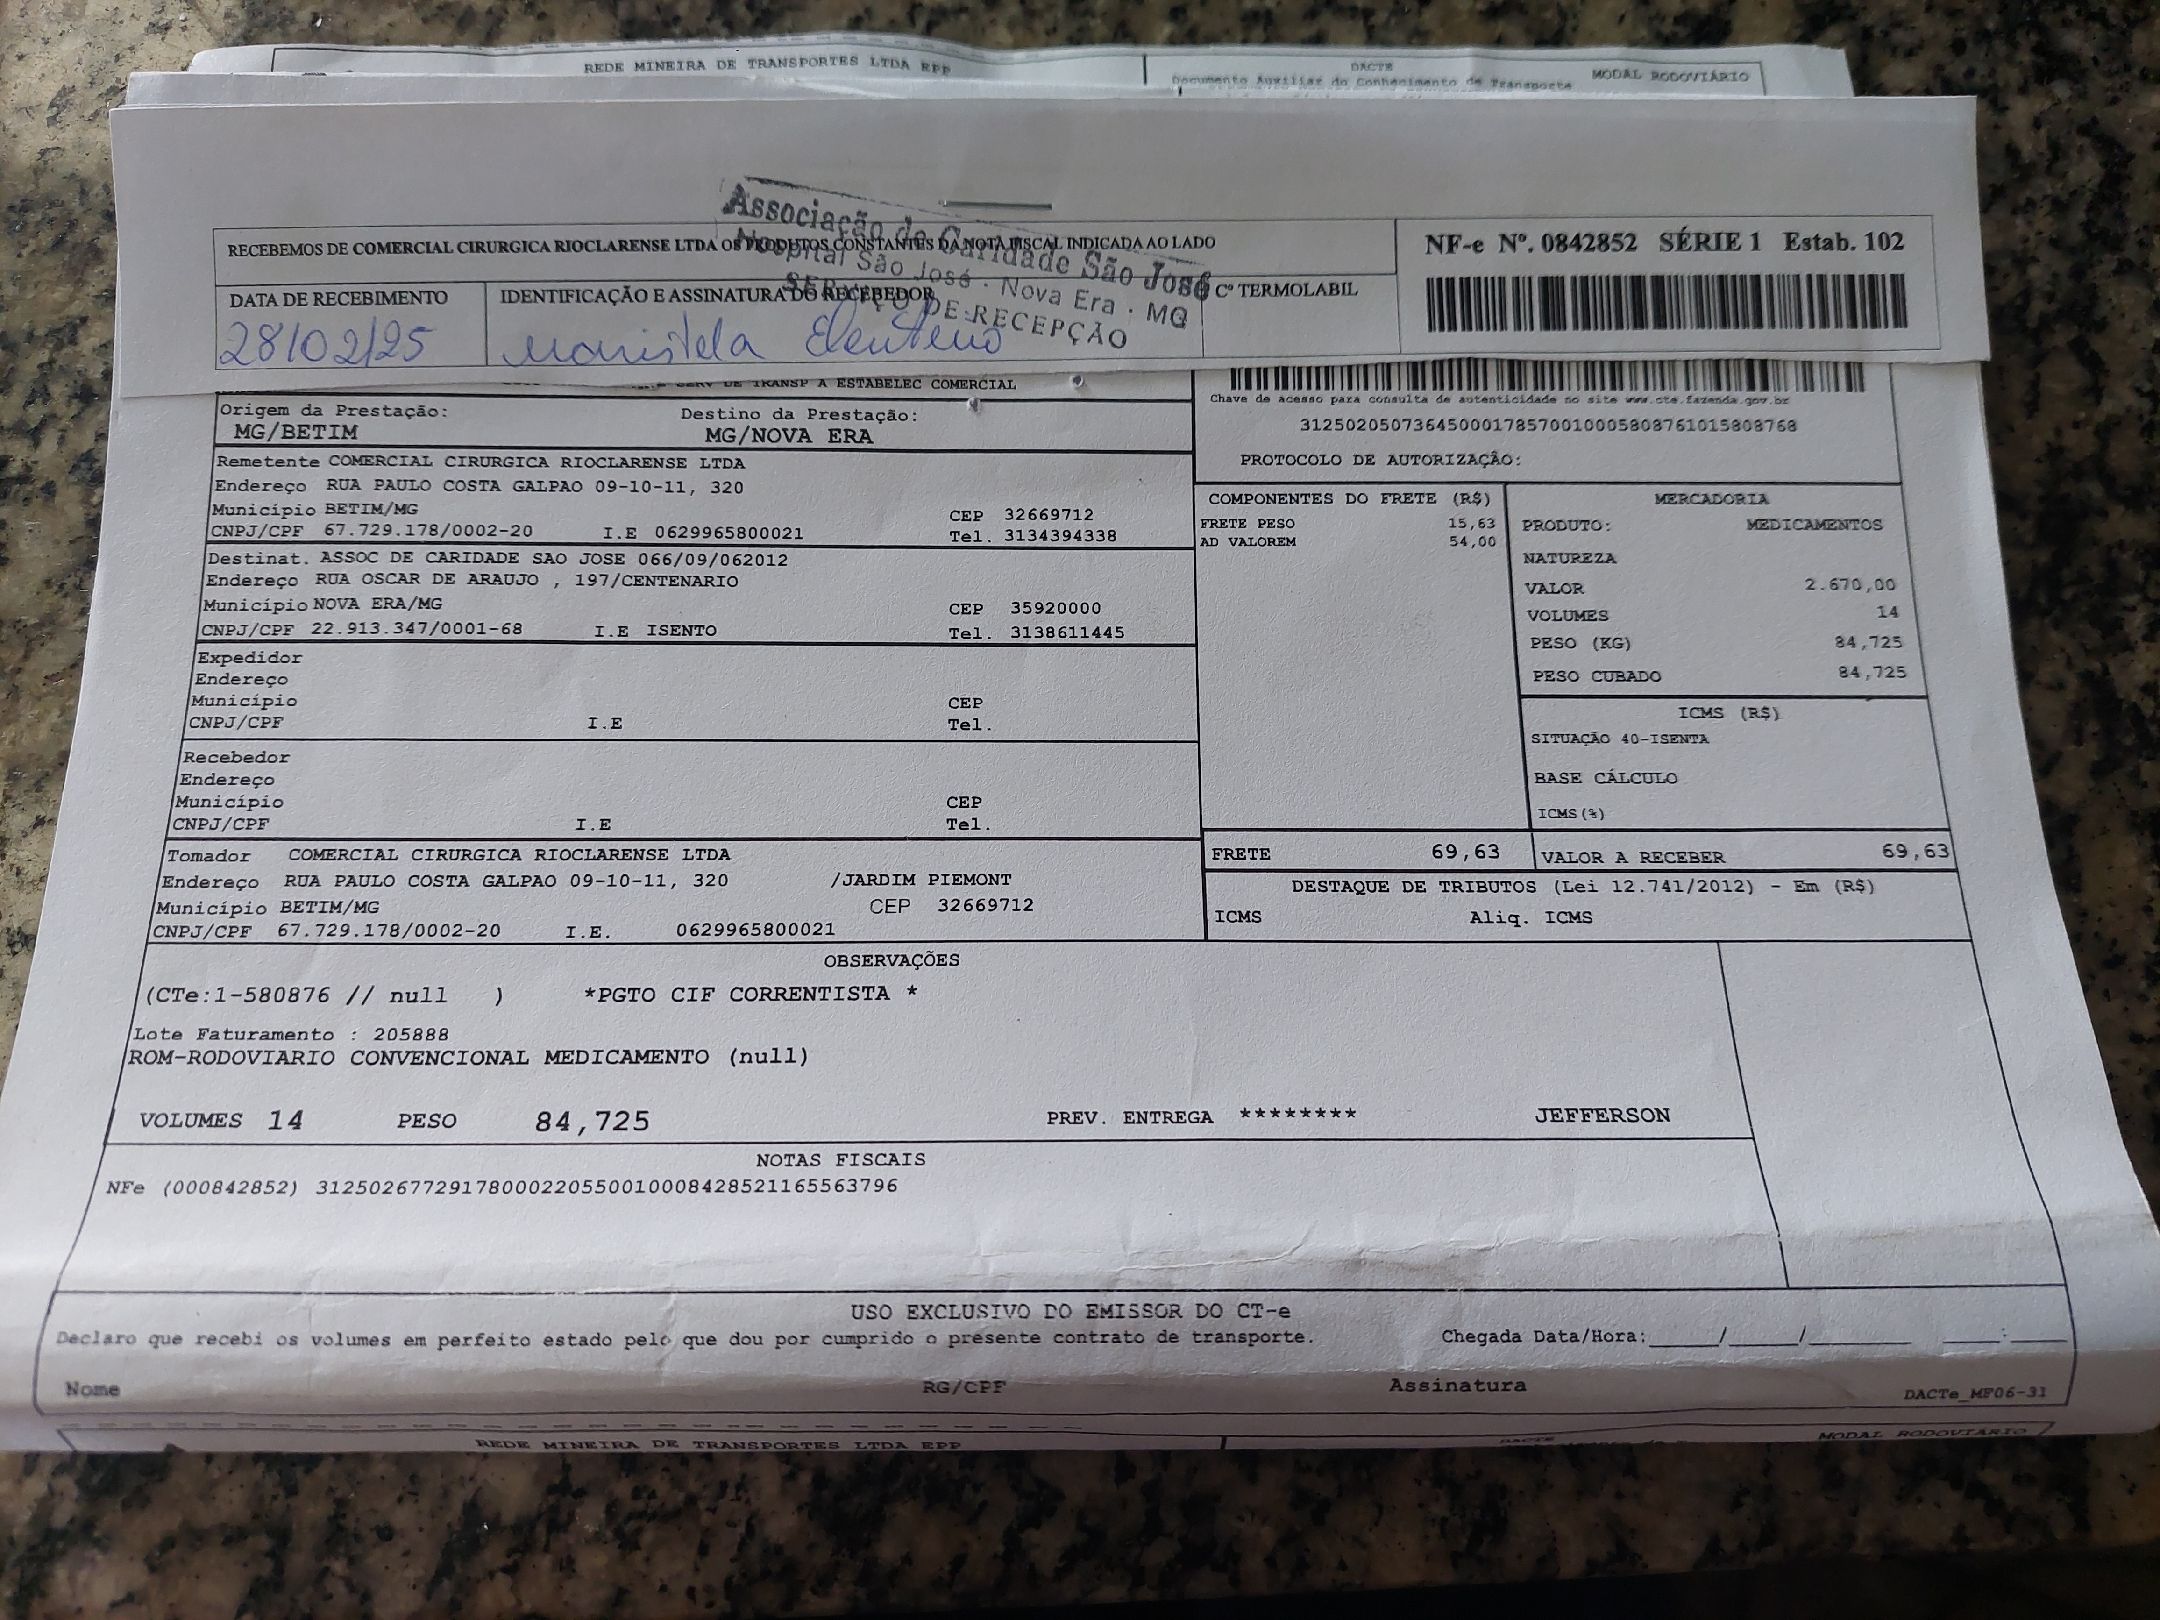 REDE MINEIRA DE TRANSPORTES LTDA EPP
DACTE
Documento Auxiliar do Conhecimento de Transporte
MODAL RODOVIÁRIO
Associação de Caridade São José
Hospital São José - Nova Era - MG
SERVIÇO DE RECEPÇÃO
RECEBEMOS DE COMERCIAL CIRURGICA RIOCLARENSE LTDA OS PRODUTOS CONSTANTES DA NOTA FISCAL INDICADA AO LADO
NF-e Nº. 0842852 SÉRIE 1 Estab. 102
DATA DE RECEBIMENTO
IDENTIFICAÇÃO E ASSINATURA DO RECEBEDOR
Cº TERMOLABIL
28/02/25
SERV DE TRANSP A ESTABELEC COMERCIAL
Chave de acesso para consulta de autenticidade no site www.cte.fazenda.gov.br
31250205073645000178570010005808761015808768
PROTOCOLO DE AUTORIZAÇÃO:
Origem da Prestação: Destino da Prestação:
MG/BETIM MG/NOVA ERA
Remetente COMERCIAL CIRURGICA RIOCLARENSE LTDA
Endereço RUA PAULO COSTA GALPAO 09-10-11, 320
Município BETIM/MG CEP 32669712
CNPJ/CPF 67.729.178/0002-20 I.E 0629965800021 Tel. 3134394338
Destinat. ASSOC DE CARIDADE SAO JOSE 066/09/062012
Endereço RUA OSCAR DE ARAUJO , 197/CENTENARIO
Município NOVA ERA/MG CEP 35920000
CNPJ/CPF 22.913.347/0001-68 I.E ISENTO Tel. 3138611445
Expedidor
Endereço
Município CEP
CNPJ/CPF I.E Tel.
Recebedor
Endereço
Município CEP
CNPJ/CPF I.E Tel.
Tomador COMERCIAL CIRURGICA RIOCLARENSE LTDA
Endereço RUA PAULO COSTA GALPAO 09-10-11, 320 /JARDIM PIEMONT
Município BETIM/MG CEP 32669712
CNPJ/CPF 67.729.178/0002-20 I.E. 0629965800021
COMPONENTES DO FRETE (R$)
FRETE PESO 15,63
AD VALOREM 54,00
MERCADORIA
PRODUTO: MEDICAMENTOS
NATUREZA
VALOR 2.670,00
VOLUMES 14
PESO (KG) 84,725
PESO CUBADO 84,725
ICMS (R$)
SITUAÇÃO 40-ISENTA
BASE CÁLCULO
ICMS(%)
FRETE 69,63 VALOR A RECEBER 69,63
DESTAQUE DE TRIBUTOS (Lei 12.741/2012) - Em (R$)
ICMS Aliq. ICMS
OBSERVAÇÕES
(CTe:1-580876 // null ) *PGTO CIF CORRENTISTA *
Lote Faturamento : 205888
ROM-RODOVIARIO CONVENCIONAL MEDICAMENTO (null)
VOLUMES 14 PESO 84,725 PREV. ENTREGA ******** JEFFERSON
NOTAS FISCAIS
NFe (000842852) 31250267729178000220550010008428521165563796
USO EXCLUSIVO DO EMISSOR DO CT-e
Declaro que recebi os volumes em perfeito estado pelo que dou por cumprido o presente contrato de transporte. Chegada Data/Hora:____/____/______ ___:___
Nome RG/CPF Assinatura DACTe_MF06-31
REDE MINEIRA DE TRANSPORTES LTDA EPP
DACTE
MODAL RODOVIARIO